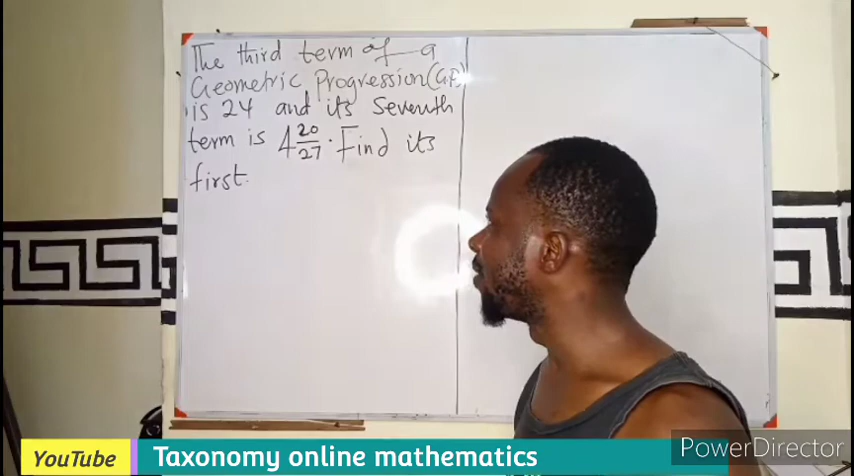 The third term of a
Geometric Progression(GP)
is 24 and its Seventh
term is 4 20/27. Find its
first.
YouTube Taxonomy online mathematics
PowerDirector